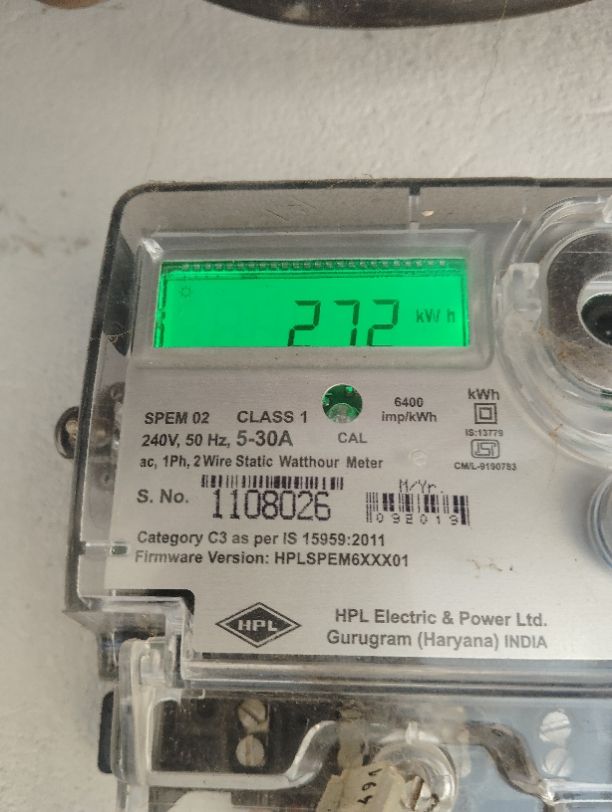 272 kWh
SPEM 02 CLASS 1 6400 imp/kWh kWh
240V, 50 Hz, 5-30A CAL IS:13779
ac, 1Ph, 2 Wire Static Watthour Meter CM/L-9190783
M/Yr.
S. No. 1108026 092019
Category C3 as per IS 15959:2011
Firmware Version: HPLSPEM6XXX01
HPL HPL Electric & Power Ltd.
Gurugram (Haryana) INDIA